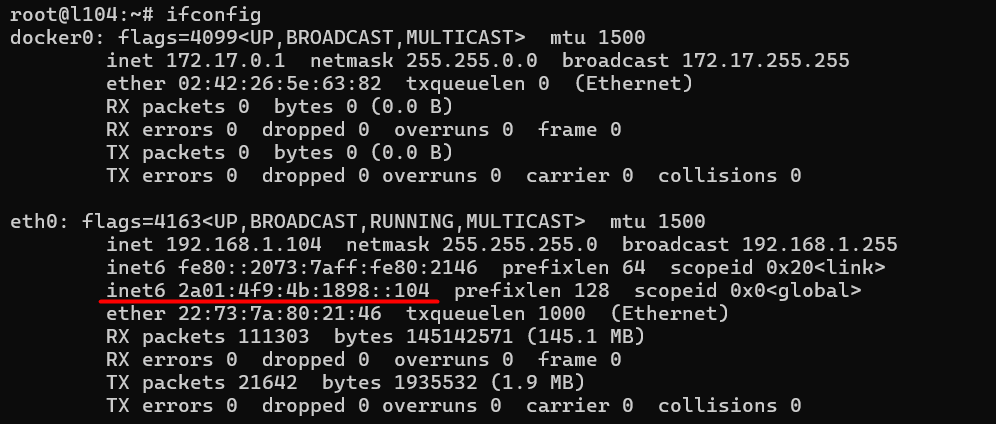 root@l104:~# ifconfig
docker0: flags=4099<UP,BROADCAST,MULTICAST>  mtu 1500
        inet 172.17.0.1  netmask 255.255.0.0  broadcast 172.17.255.255
        ether 02:42:26:5e:63:82  txqueuelen 0  (Ethernet)
        RX packets 0  bytes 0 (0.0 B)
        RX errors 0  dropped 0  overruns 0  frame 0
        TX packets 0  bytes 0 (0.0 B)
        TX errors 0  dropped 0 overruns 0  carrier 0  collisions 0

eth0: flags=4163<UP,BROADCAST,RUNNING,MULTICAST>  mtu 1500
        inet 192.168.1.104  netmask 255.255.255.0  broadcast 192.168.1.255
        inet6 fe80::2073:7aff:fe80:2146  prefixlen 64  scopeid 0x20<link>
        inet6 2a01:4f9:4b:1898::104  prefixlen 128  scopeid 0x0<global>
        ether 22:73:7a:80:21:46  txqueuelen 1000  (Ethernet)
        RX packets 111303  bytes 145142571 (145.1 MB)
        RX errors 0  dropped 0  overruns 0  frame 0
        TX packets 21642  bytes 1935532 (1.9 MB)
        TX errors 0  dropped 0 overruns 0  carrier 0  collisions 0